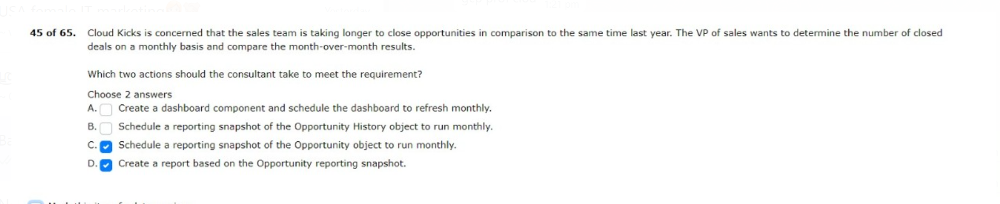 45 of 65. Cloud Kicks is concerned that the sales team is taking longer to close opportunities in comparison to the same time last year. The VP of sales wants to determine the number of closed
deals on a monthly basis and compare the month-over-month results.
Which two actions should the consultant take to meet the requirement?
Choose 2 answers
A. Create a dashboard component and schedule the dashboard to refresh monthly.
B. Schedule a reporting snapshot of the Opportunity History object to run monthly.
C. Schedule a reporting snapshot of the Opportunity object to run monthly.
D. Create a report based on the Opportunity reporting snapshot.